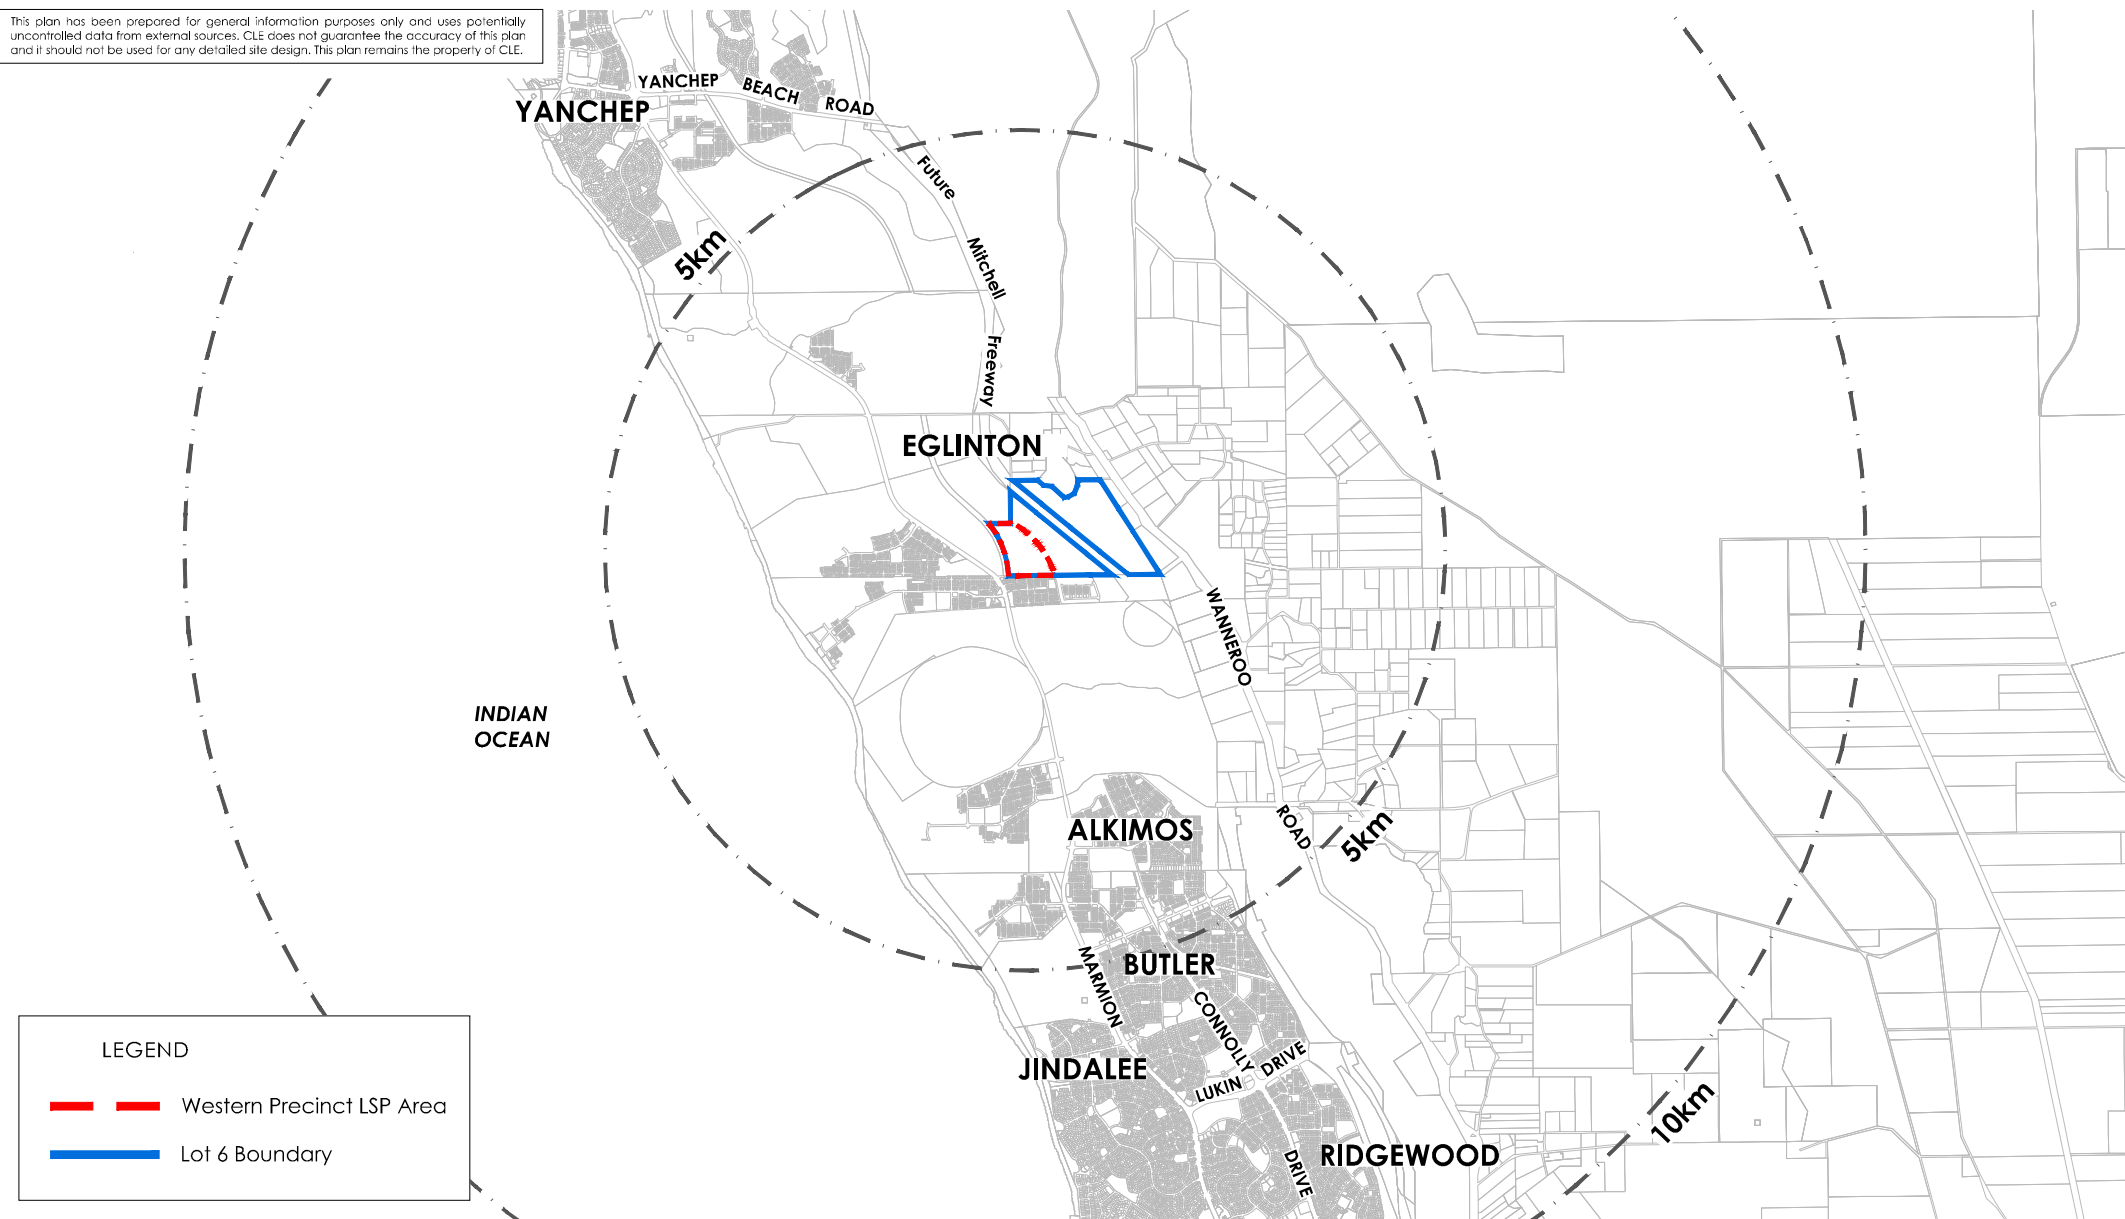 This plan has been prepared for general information purposes only and uses potentially
uncontrolled data from external sources. CLE does not guarantee the accuracy of this plan
and it should not be used for any detailed site design. This plan remains the property of CLE.
YANCHEP BEACH ROAD
YANCHEP
Future Mitchell Freeway
5km
EGLINTON
WANNEROO ROAD
INDIAN
OCEAN
ALKIMOS
5km
BUTLER
MARMION
CONNOLLY DRIVE
JINDALEE
LUKIN DRIVE
10km
RIDGEWOOD
LEGEND
Western Precinct LSP Area
Lot 6 Boundary